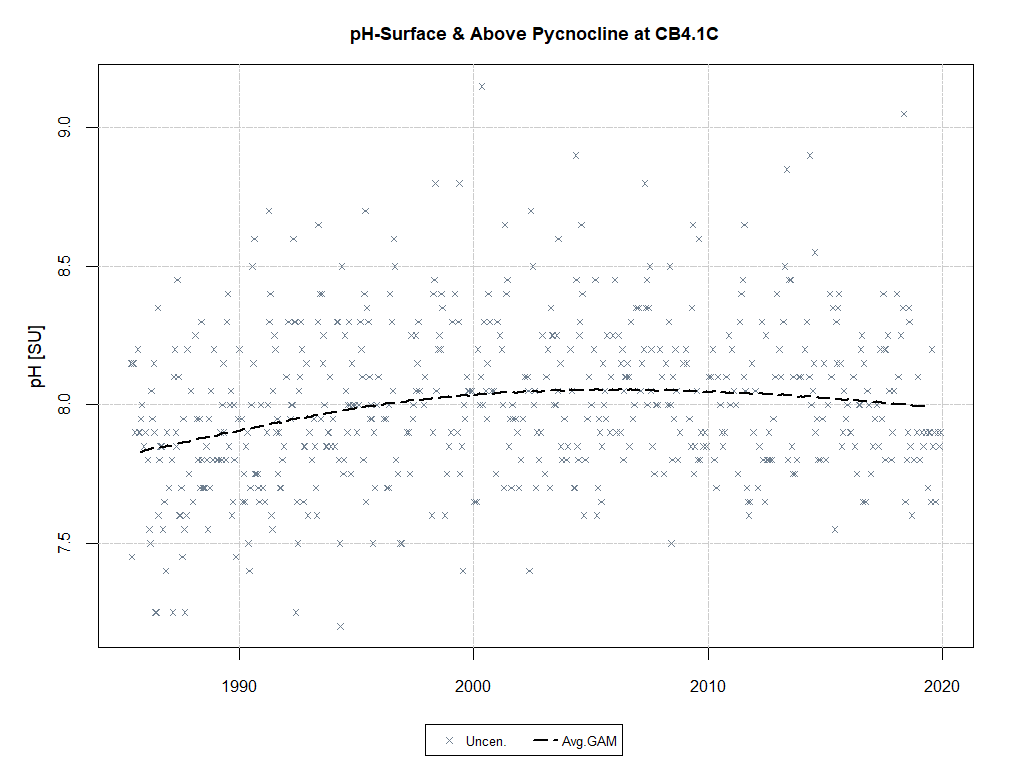 pH-Surface & Above Pycnocline at CB4.1C
pH [SU]
9.0
8.5
8.0
7.5
1990 2000 2010 2020
Uncen. Avg.GAM